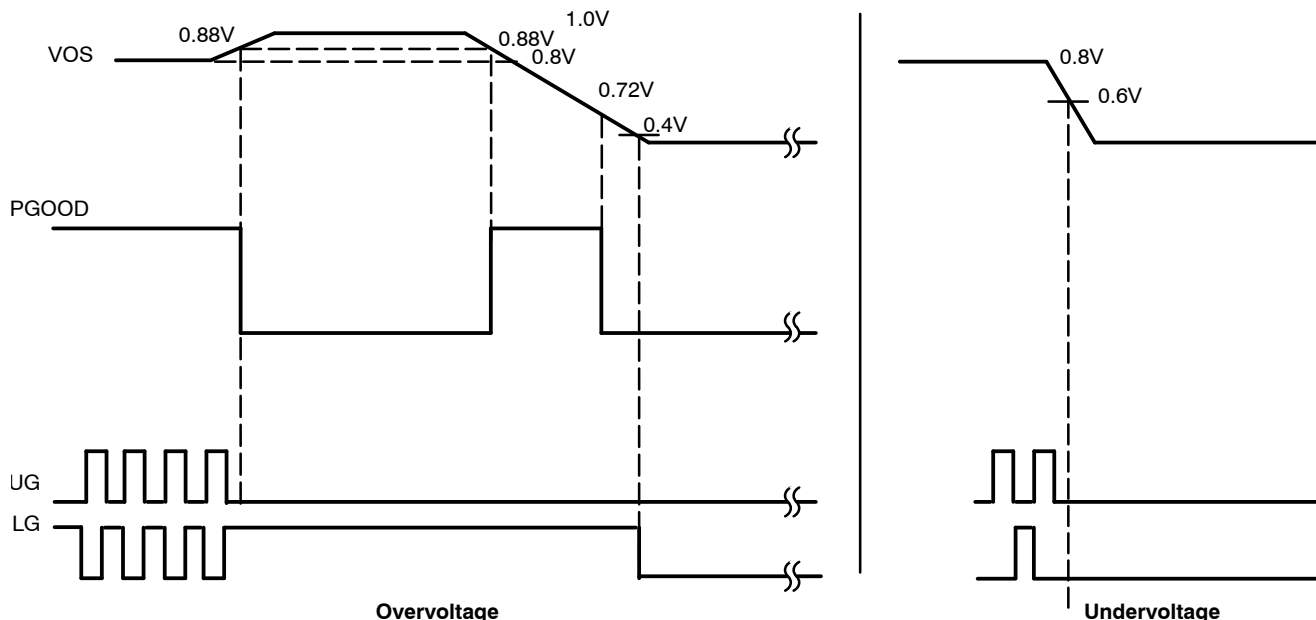 1.0V
0.88V
0.88V
VOS
0.8V
0.8V
0.72V
0.6V
0.4V
PGOOD
UG
LG
Overvoltage
Undervoltage